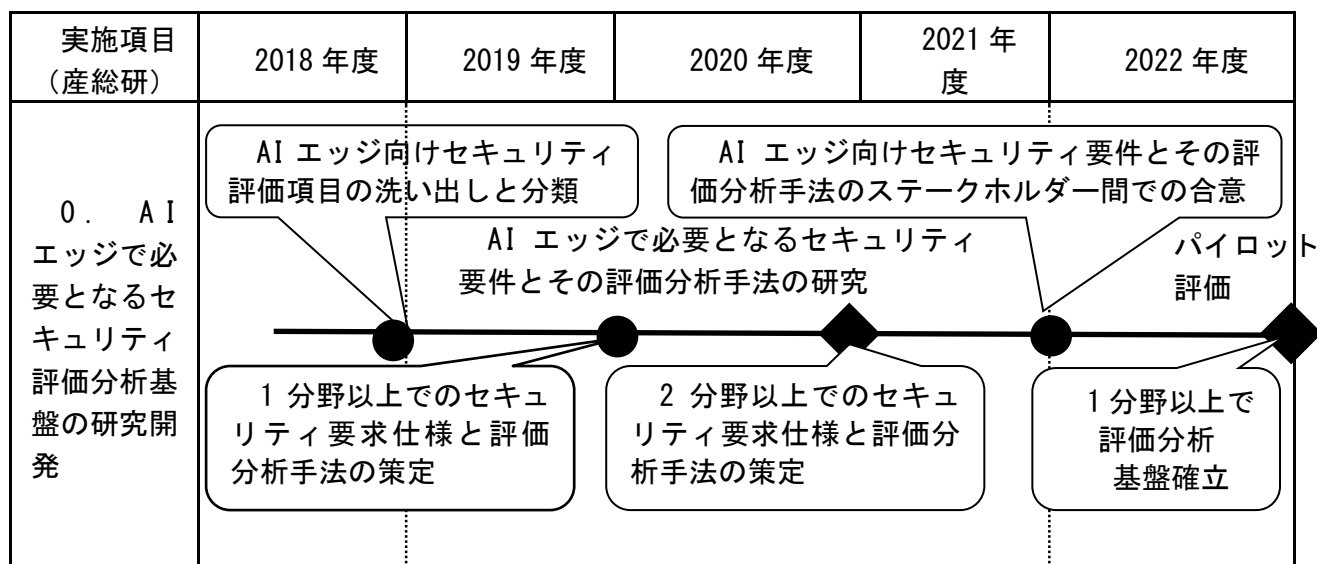 実施項目
(産総研)
2018 年度
2019 年度
2020 年度
2021 年
度
2022 年度
0. AI
エッジで必
要となるセ
キュリティ
評価分析基
盤の研究開
発
AI エッジ向けセキュリティ
評価項目の洗い出しと分類
AI エッジ向けセキュリティ要件とその評
価分析手法のステークホルダー間での合意
AI エッジで必要となるセキュリティ
要件とその評価分析手法の研究
パイロット
評価
1 分野以上でのセキュ
リティ要求仕様と評価
分析手法の策定
2 分野以上でのセキュ
リティ要求仕様と評価分
析手法の策定
1 分野以上で
評価分析
基盤確立